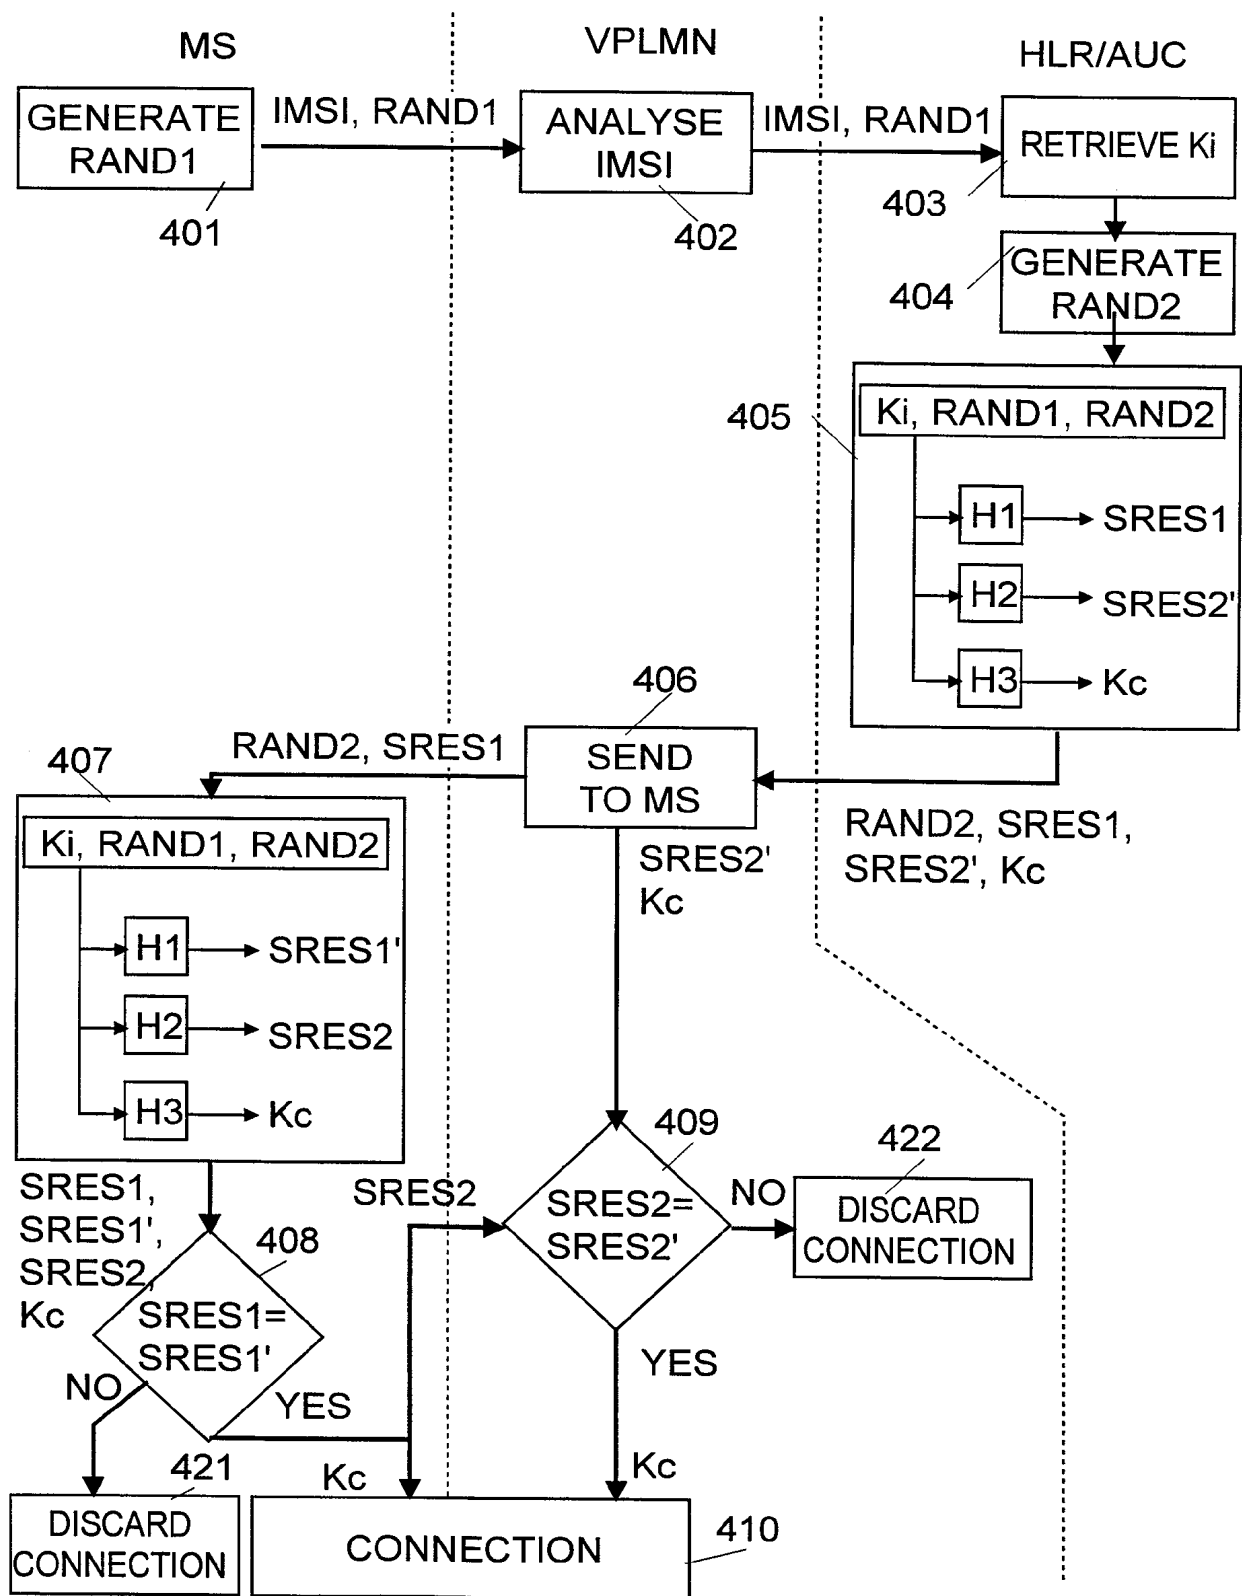 MS
VPLMN
HLR/AUC
GENERATE
RAND1
IMSI, RAND1
ANALYSE
IMSI
IMSI, RAND1
RETRIEVE Ki
401
402
403
404
GENERATE
RAND2
405
Ki, RAND1, RAND2
H1
SRES1
H2
SRES2'
H3
Kc
406
RAND2, SRES1
SEND
TO MS
407
RAND2, SRES1,
SRES2', Kc
Ki, RAND1, RAND2
SRES2'
Kc
H1
SRES1'
H2
SRES2
H3
Kc
409
422
SRES1,
SRES1',
SRES2,
Kc
SRES2
SRES2=
SRES2'
NO
DISCARD
CONNECTION
408
SRES1=
SRES1'
NO
YES
YES
421
Kc
Kc
DISCARD
CONNECTION
CONNECTION
410